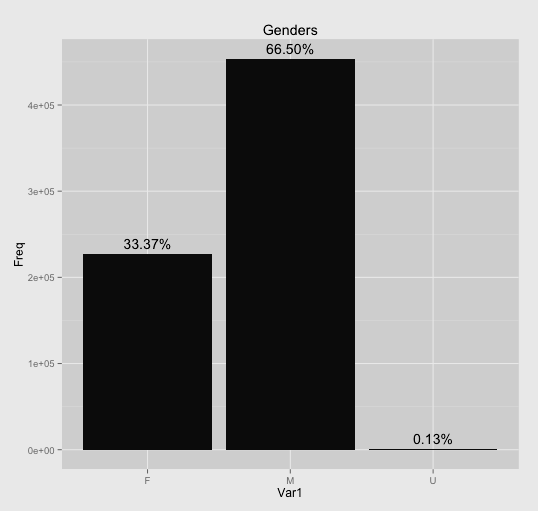 Genders
66.50%
4e+05
3e+05
33.37%
Freq
2e+05
1e+05
0.13%
0e+00
F M U
Var1